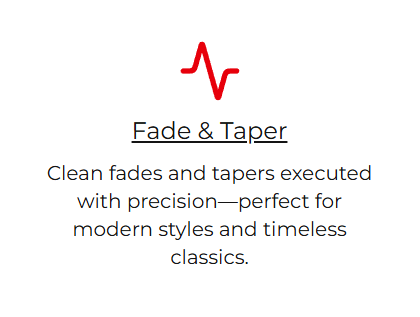 Fade & Taper
Clean fades and tapers executed
with precision—perfect for
modern styles and timeless
classics.